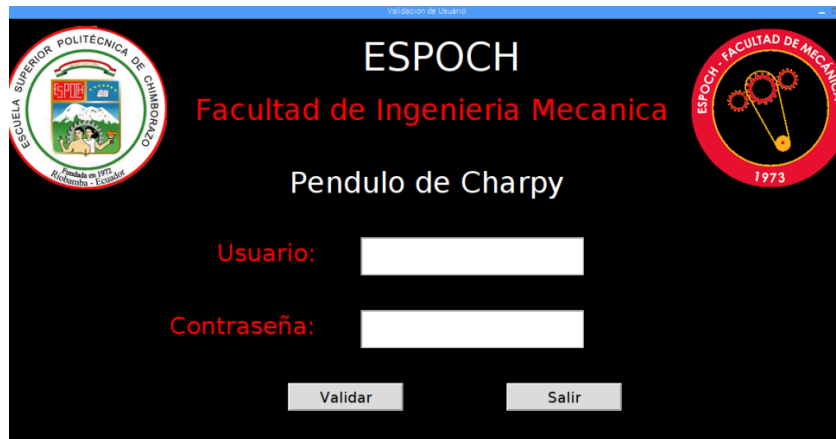 Validacion de Usuario
ESCUELA SUPERIOR POLITÉCNICA DE CHIMBORAZO
ESPOCH
Fundada en 1972
Riobamba - Ecuador
ESPOCH
Facultad de Ingenieria Mecanica
Pendulo de Charpy
ESPOCH - FACULTAD DE MECÁNICA
1973
Usuario:
Contraseña:
Validar
Salir